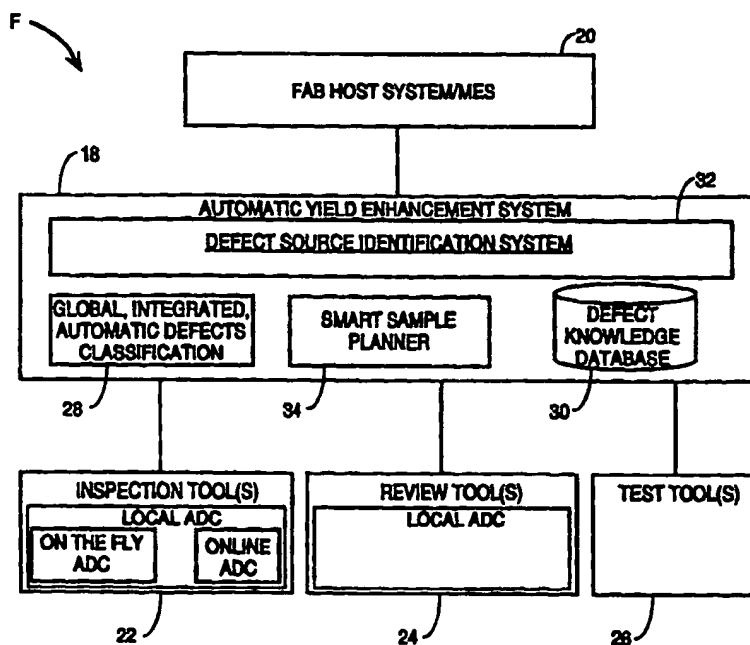 F
20
FAB HOST SYSTEM/MES
18
32
AUTOMATIC YIELD ENHANCEMENT SYSTEM
DEFECT SOURCE IDENTIFICATION SYSTEM
GLOBAL, INTEGRATED,
AUTOMATIC DEFECTS
CLASSIFICATION
SMART SAMPLE
PLANNER
DEFECT
KNOWLEDGE
DATABASE
28
34
30
INSPECTION TOOL(S)
LOCAL ADC
ON THE FLY
ADC
ONLINE
ADC
REVIEW TOOL(S)
LOCAL ADC
TEST TOOL(S)
22
24
26